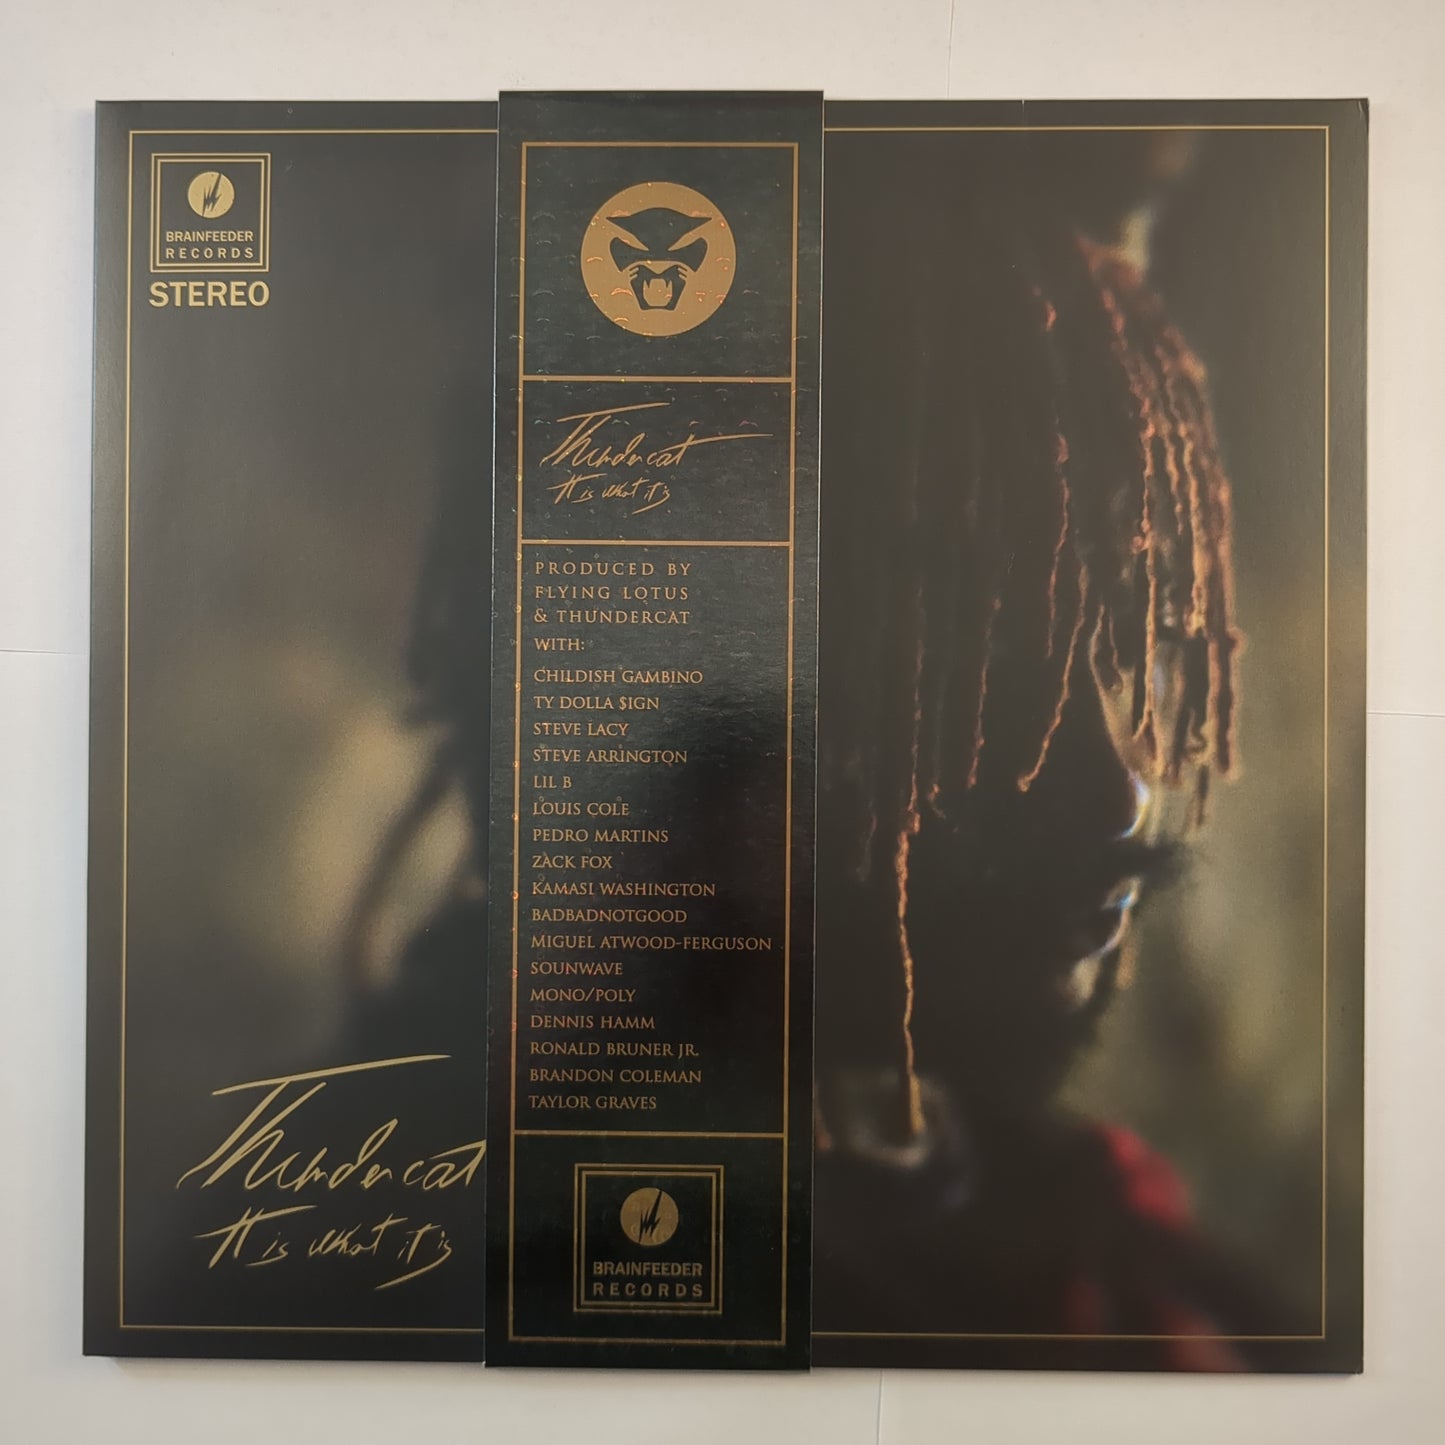 BRAINFEEDER
RECORDS
STEREO
Thundercat
It is what it is
Thundercat
It is what it is
PRODUCED BY
FLYING LOTUS
& THUNDERCAT
WITH:
CHILDISH GAMBINO
TY DOLLA $IGN
STEVE LACY
STEVE ARRINGTON
LIL B
LOUIS COLE
PEDRO MARTINS
ZACK FOX
KAMASI WASHINGTON
BADBADNOTGOOD
MIGUEL ATWOOD-FERGUSON
SOUNWAVE
MONO/POLY
DENNIS HAMM
RONALD BRUNER JR.
BRANDON COLEMAN
TAYLOR GRAVES
BRAINFEEDER
RECORDS